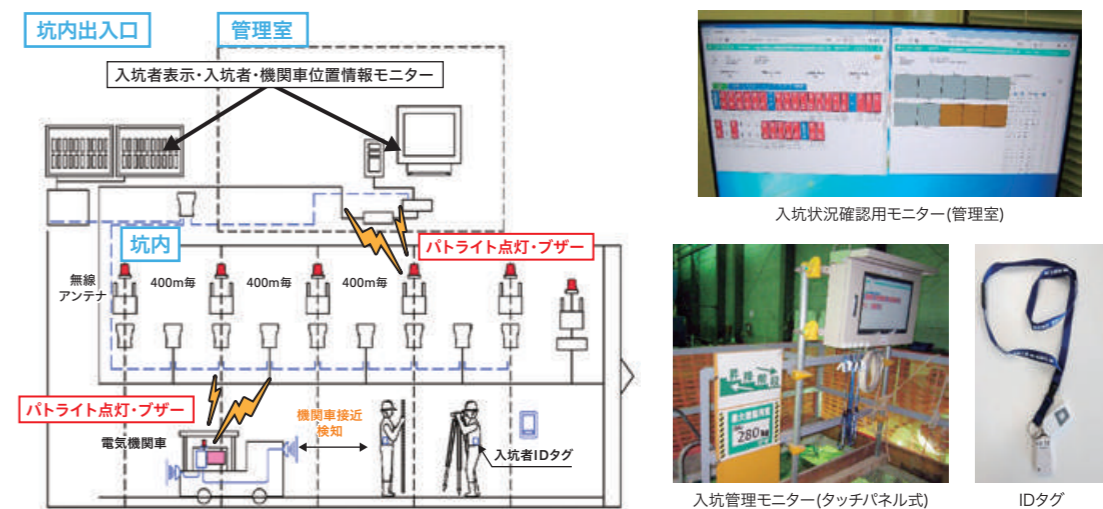 坑内出入口
管理室
入坑者表示・入坑者・機関車位置情報モニター
坑内
パトライト点灯・ブザー
無線
アンテナ
400m毎
400m毎
400m毎
パトライト点灯・ブザー
電気機関車
機関車接近
検知
入坑者IDタグ
入坑状況確認用モニター(管理室)
昇降階段
280kg
入坑管理モニター(タッチパネル式)
IDタグ